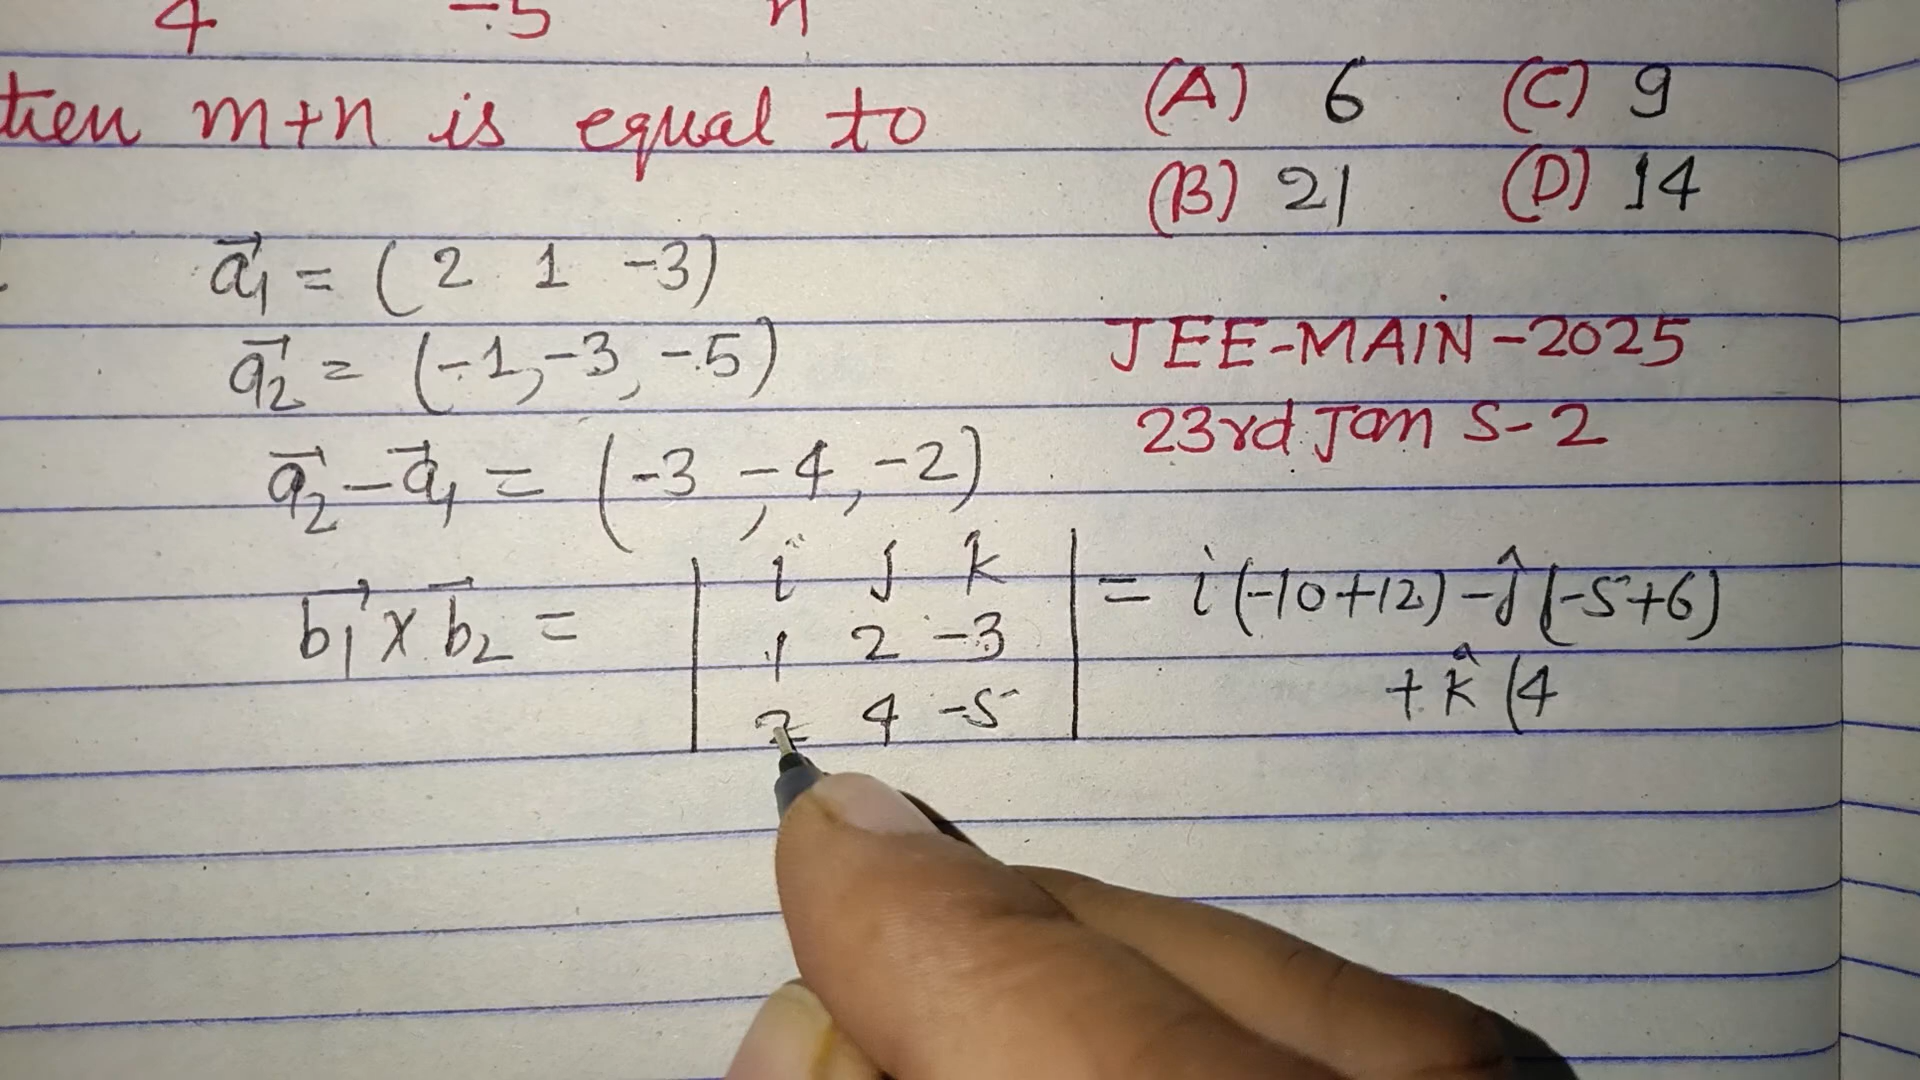 4 -5 n
then m+n is equal to
(A) 6 (C) 9
(B) 21 (D) 14
a⃗₁ = ( 2 1 -3)
a⃗₂ = (-1, -3, -5)
JEE-MAIN-2025
23rd Jan S-2
a⃗₂ - a⃗₁ = (-3, -4, -2)
b⃗₁ × b⃗₂ = | i j k | = i(-10+12) - ĵ(-5+6)
1 2 -3
2 4 -5
+ k̂ (4